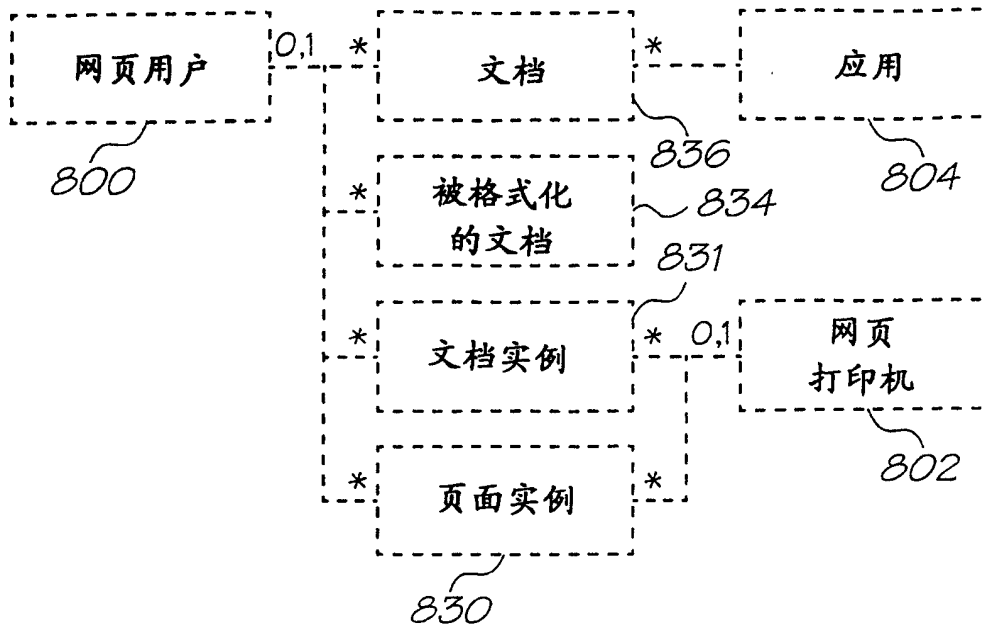 网页用户
0,1
*
文档
*
应用
800
836
804
*
被格式化
的文档
834
831
*
文档实例
*
0,1
网页
打印机
802
*
页面实例
*
830